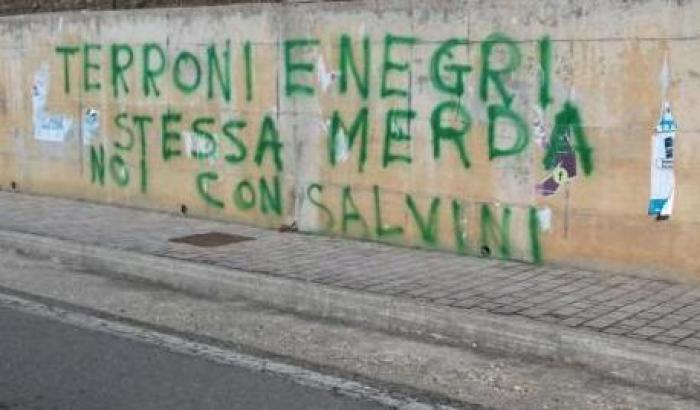 TERRONI E NEGRI
STESSA MERDA
NOI CON SALVINI